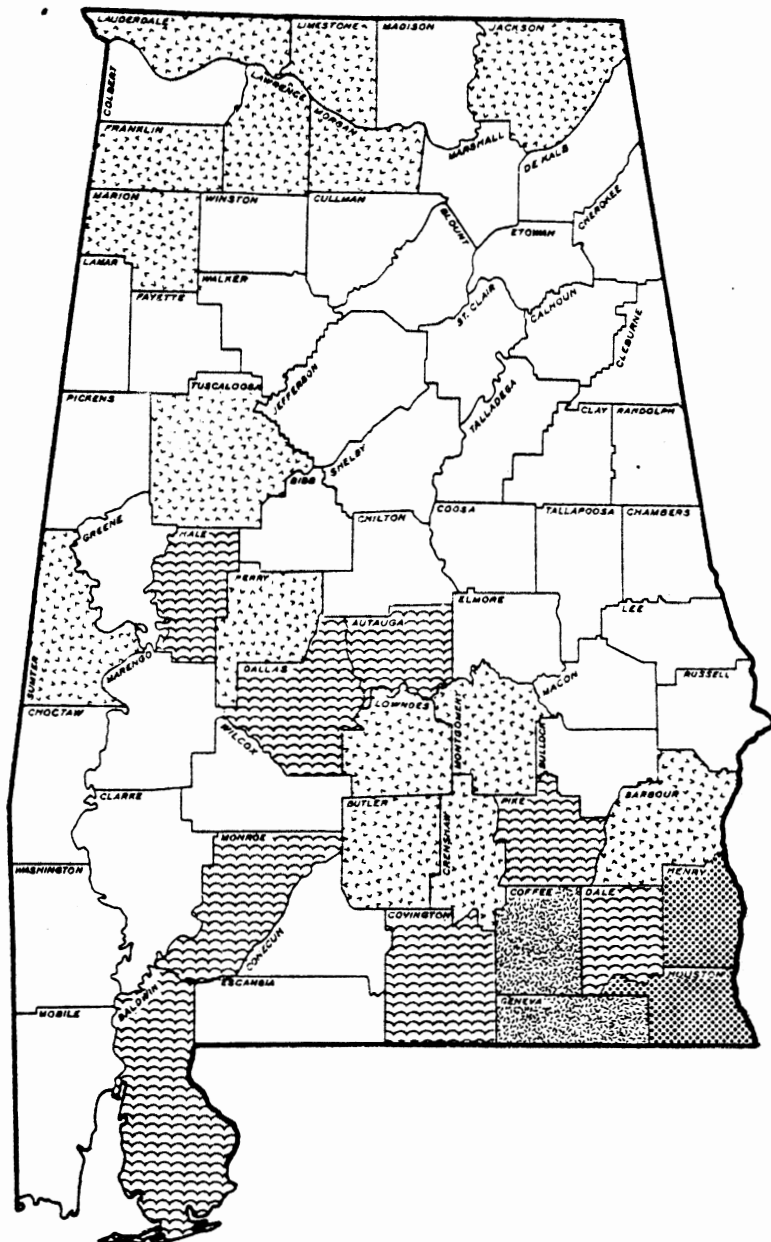 LAUDERDALE
LIMESTONE
MADISON
JACKSON
COLBERT
LAWRENCE
MORGAN
FRANKLIN
MARSHALL
DE KALB
MARION
WINSTON
CULLMAN
BLOUNT
ETOWAH
CHEROKEE
LAMAR
FAYETTE
WALKER
ST. CLAIR
CALHOUN
CLEBURNE
PICKENS
TUSCALOOSA
JEFFERSON
SHELBY
TALLADEGA
CLAY
RANDOLPH
BIBB
GREENE
HALE
CHILTON
COOSA
TALLAPOOSA
CHAMBERS
PERRY
AUTAUGA
ELMORE
LEE
SUMTER
MARENGO
DALLAS
LOWNDES
MONTGOMERY
MACON
RUSSELL
CHOCTAW
WILCOX
BULLOCK
CLARKE
BUTLER
CRENSHAW
PIKE
BARBOUR
MONROE
WASHINGTON
CONECUH
COVINGTON
COFFEE
DALE
HENRY
MOBILE
BALDWIN
ESCAMBIA
GENEVA
HOUSTON